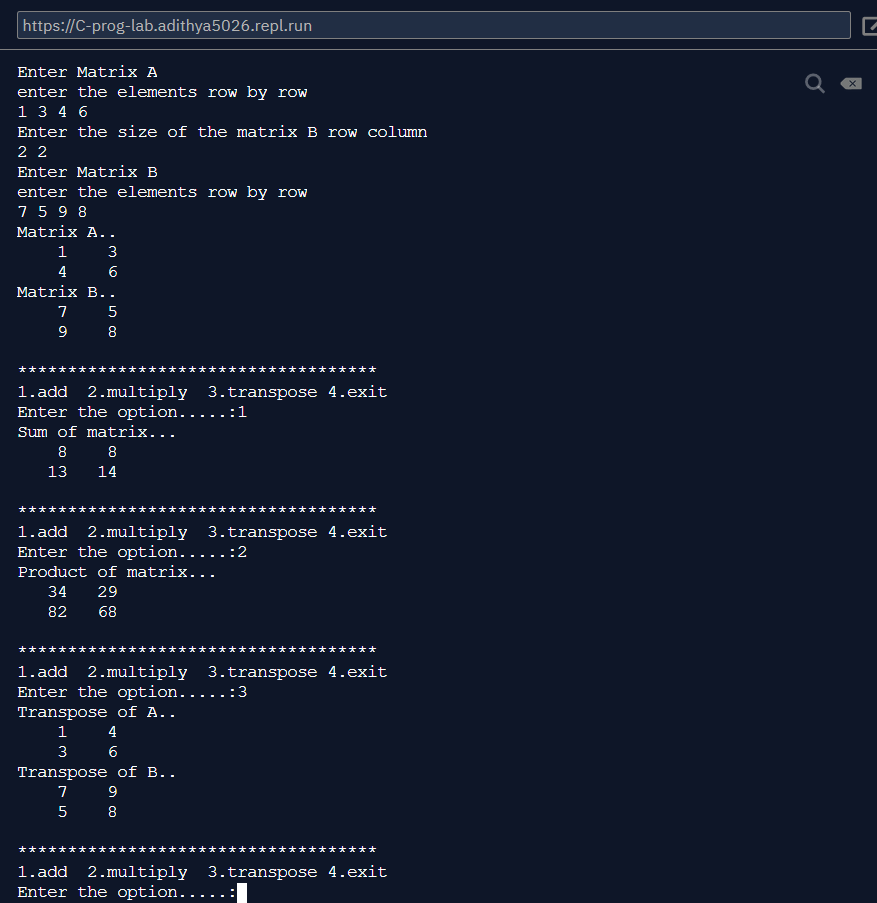 https://C-prog-lab.adithya5026.repl.run
Enter Matrix A
enter the elements row by row
1 3 4 6
Enter the size of the matrix B row column
2 2
Enter Matrix B
enter the elements row by row
7 5 9 8
Matrix A..
    1    3
    4    6
Matrix B..
    7    5
    9    8
************************************
1.add  2.multiply  3.transpose 4.exit
Enter the option.....:1
Sum of matrix...
    8    8
   13   14
************************************
1.add  2.multiply  3.transpose 4.exit
Enter the option.....:2
Product of matrix...
   34   29
   82   68
************************************
1.add  2.multiply  3.transpose 4.exit
Enter the option.....:3
Transpose of A..
    1    4
    3    6
Transpose of B..
    7    9
    5    8
************************************
1.add  2.multiply  3.transpose 4.exit
Enter the option.....: